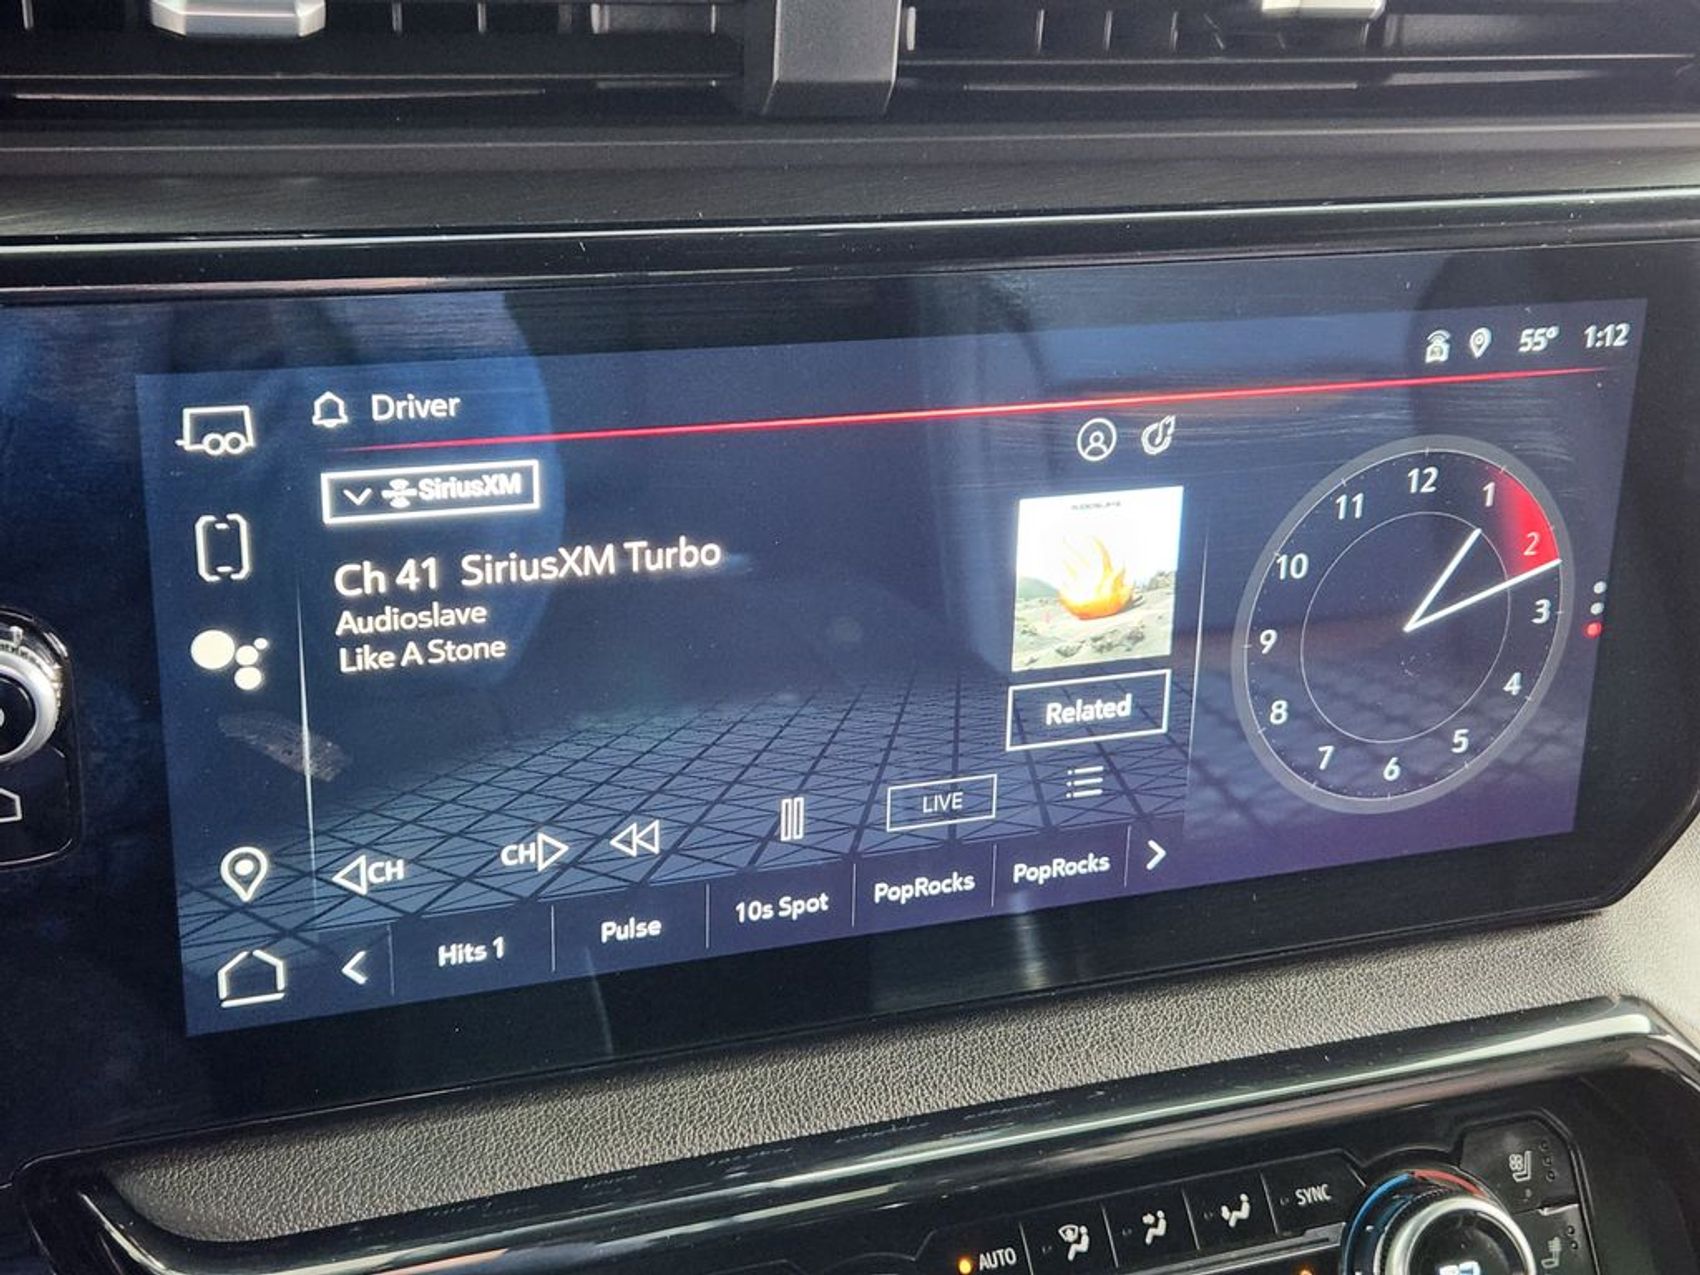 55° 1:12
Driver
SiriusXM
Ch 41 SiriusXM Turbo
Audioslave
Like A Stone
AUDIOSLAVE
Related
LIVE
CH
CH
Hits 1
Pulse
10s Spot
PopRocks
PopRocks
12
1
2
3
4
5
6
7
8
9
10
11
AUTO
SYNC